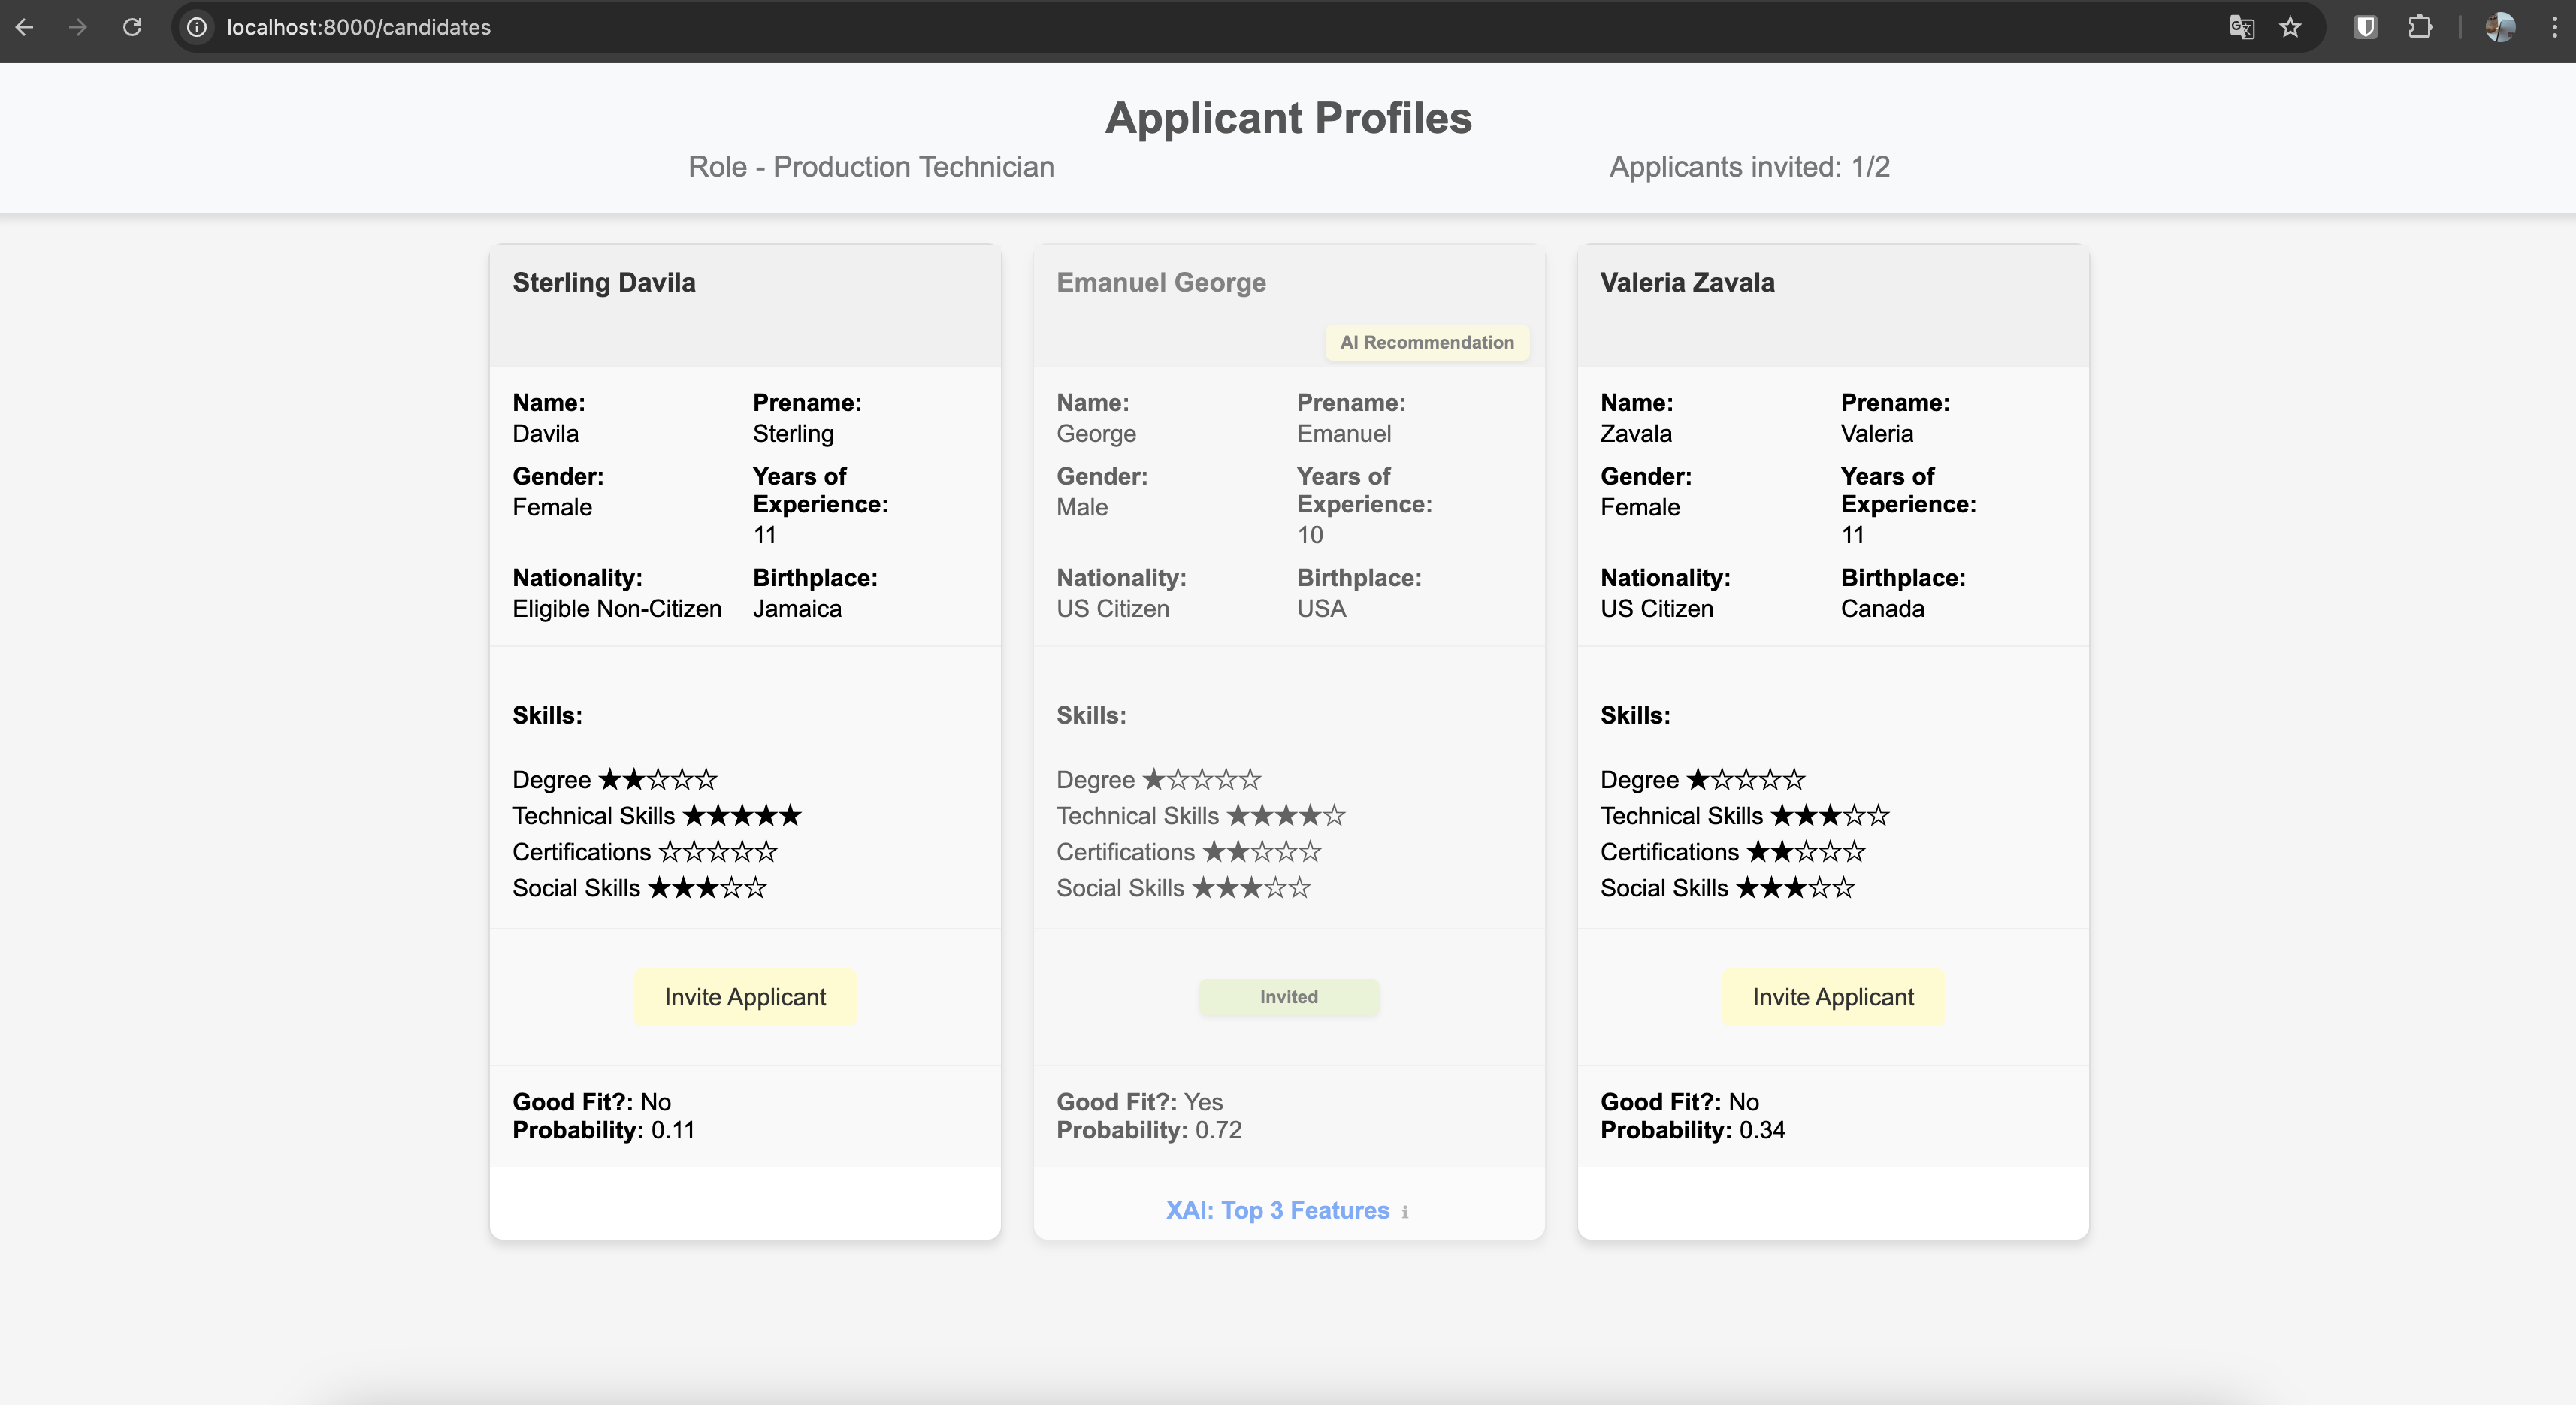 localhost:8000/candidates
Applicant Profiles
Role - Production Technician
Applicants invited: 1/2
Sterling Davila
Name:
Prename:
Davila
Sterling
Gender:
Years of
Experience:
Female
11
Nationality:
Birthplace:
Eligible Non-Citizen
Jamaica
Skills:
Degree ★★☆☆☆
Technical Skills ★★★★★
Certifications ☆☆☆☆☆
Social Skills ★★★☆☆
Invite Applicant
Good Fit?: No
Probability: 0.11
Emanuel George
AI Recommendation
Name:
Prename:
George
Emanuel
Gender:
Years of
Experience:
Male
10
Nationality:
Birthplace:
US Citizen
USA
Skills:
Degree ★☆☆☆☆
Technical Skills ★★★★☆
Certifications ★★☆☆☆
Social Skills ★★★☆☆
Invited
Good Fit?: Yes
Probability: 0.72
XAI: Top 3 Features ℹ
Valeria Zavala
Name:
Prename:
Zavala
Valeria
Gender:
Years of
Experience:
Female
11
Nationality:
Birthplace:
US Citizen
Canada
Skills:
Degree ★☆☆☆☆
Technical Skills ★★★☆☆
Certifications ★★☆☆☆
Social Skills ★★★☆☆
Invite Applicant
Good Fit?: No
Probability: 0.34